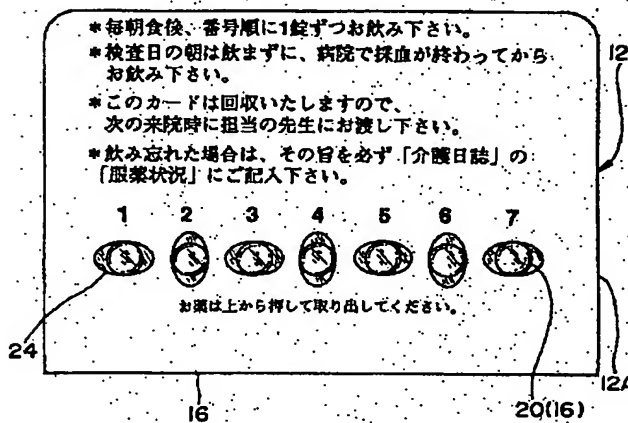 *毎朝食後、番号順に1錠ずつお飲み下さい。
*検査日の朝は飲まずに、病院で採血が終わってから
お飲み下さい。
*このカードは回収いたしますので、
次の来院時に担当の先生にお渡し下さい。
*飲み忘れた場合は、その旨を必ず「介護日誌」の
「服薬状況」にご記入下さい。
1 2 3 4 5 6 7
お薬は上から押して取り出してください。
12
24
16
20(16)
12A